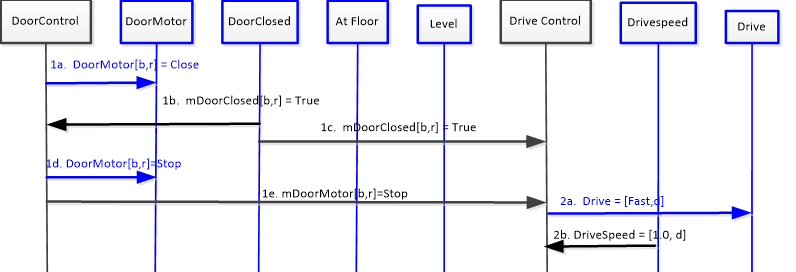 DoorControl
DoorMotor
DoorClosed
At Floor
Level
Drive Control
Drivespeed
Drive
1a. DoorMotor[b,r] = Close
1b. mDoorClosed[b,r] = True
1c. mDoorClosed[b,r] = True
1d. DoorMotor[b,r]=Stop
1e. mDoorMotor[b,r]=Stop
2a. Drive = [Fast,d]
2b. DriveSpeed = [1.0, d]